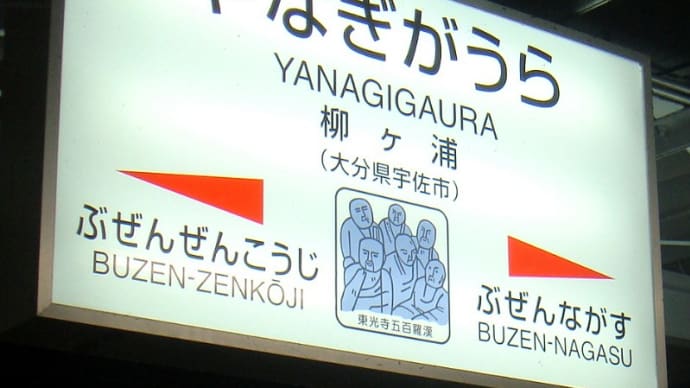 やなぎがうら
YANAGIGAURA
柳ヶ浦
(大分県宇佐市)
ぶぜんぜんこうじ
BUZEN-ZENKŌJI
ぶぜんながす
BUZEN-NAGASU
東光寺五百羅漢